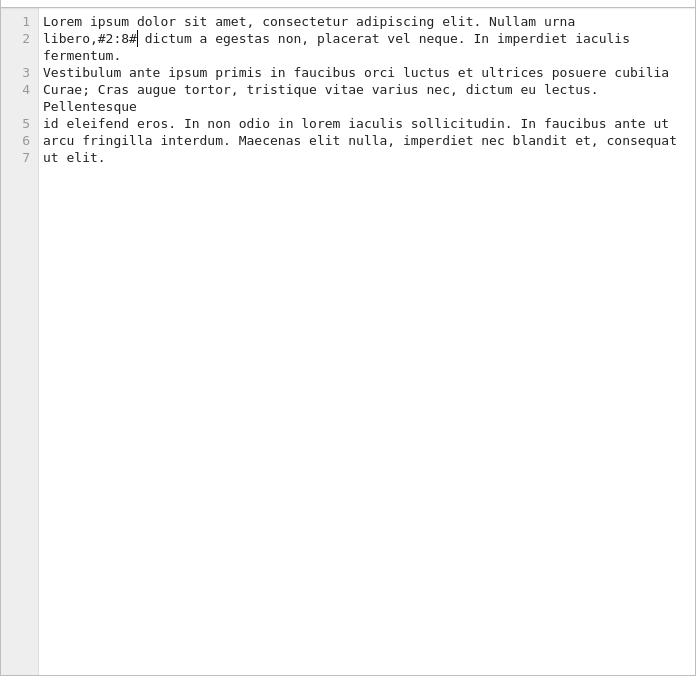 1 Lorem ipsum dolor sit amet, consectetur adipiscing elit. Nullam urna
2 libero,#2:8# dictum a egestas non, placerat vel neque. In imperdiet iaculis
fermentum.
3 Vestibulum ante ipsum primis in faucibus orci luctus et ultrices posuere cubilia
4 Curae; Cras augue tortor, tristique vitae varius nec, dictum eu lectus.
Pellentesque
5 id eleifend eros. In non odio in lorem iaculis sollicitudin. In faucibus ante ut
6 arcu fringilla interdum. Maecenas elit nulla, imperdiet nec blandit et, consequat
7 ut elit.